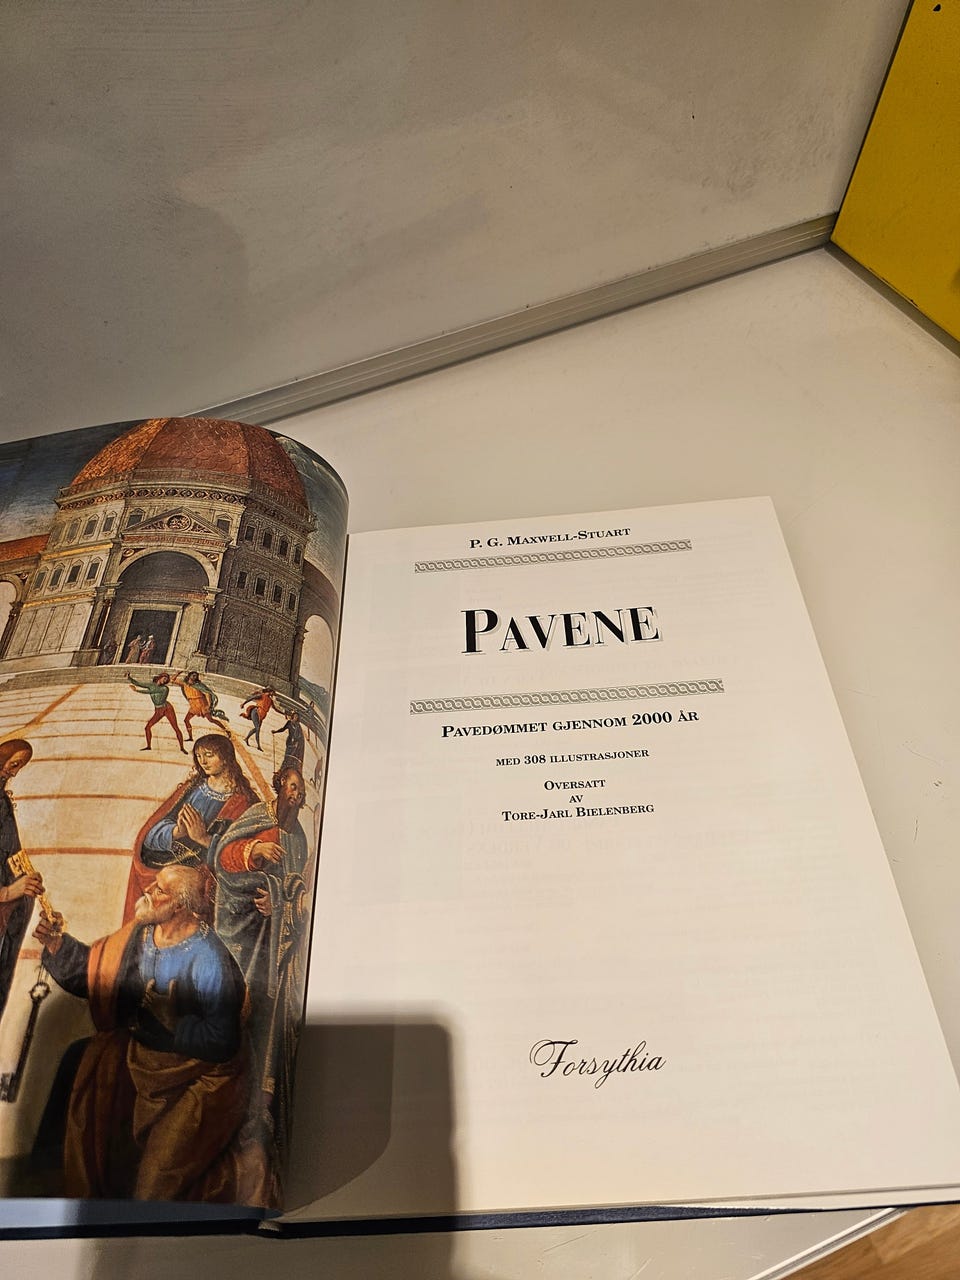 P. G. Maxwell-Stuart
Pavene
Pavedømmet gjennom 2000 år
med 308 illustrasjoner
Oversatt
av
Tore-Jarl Bielenberg
Forsythia